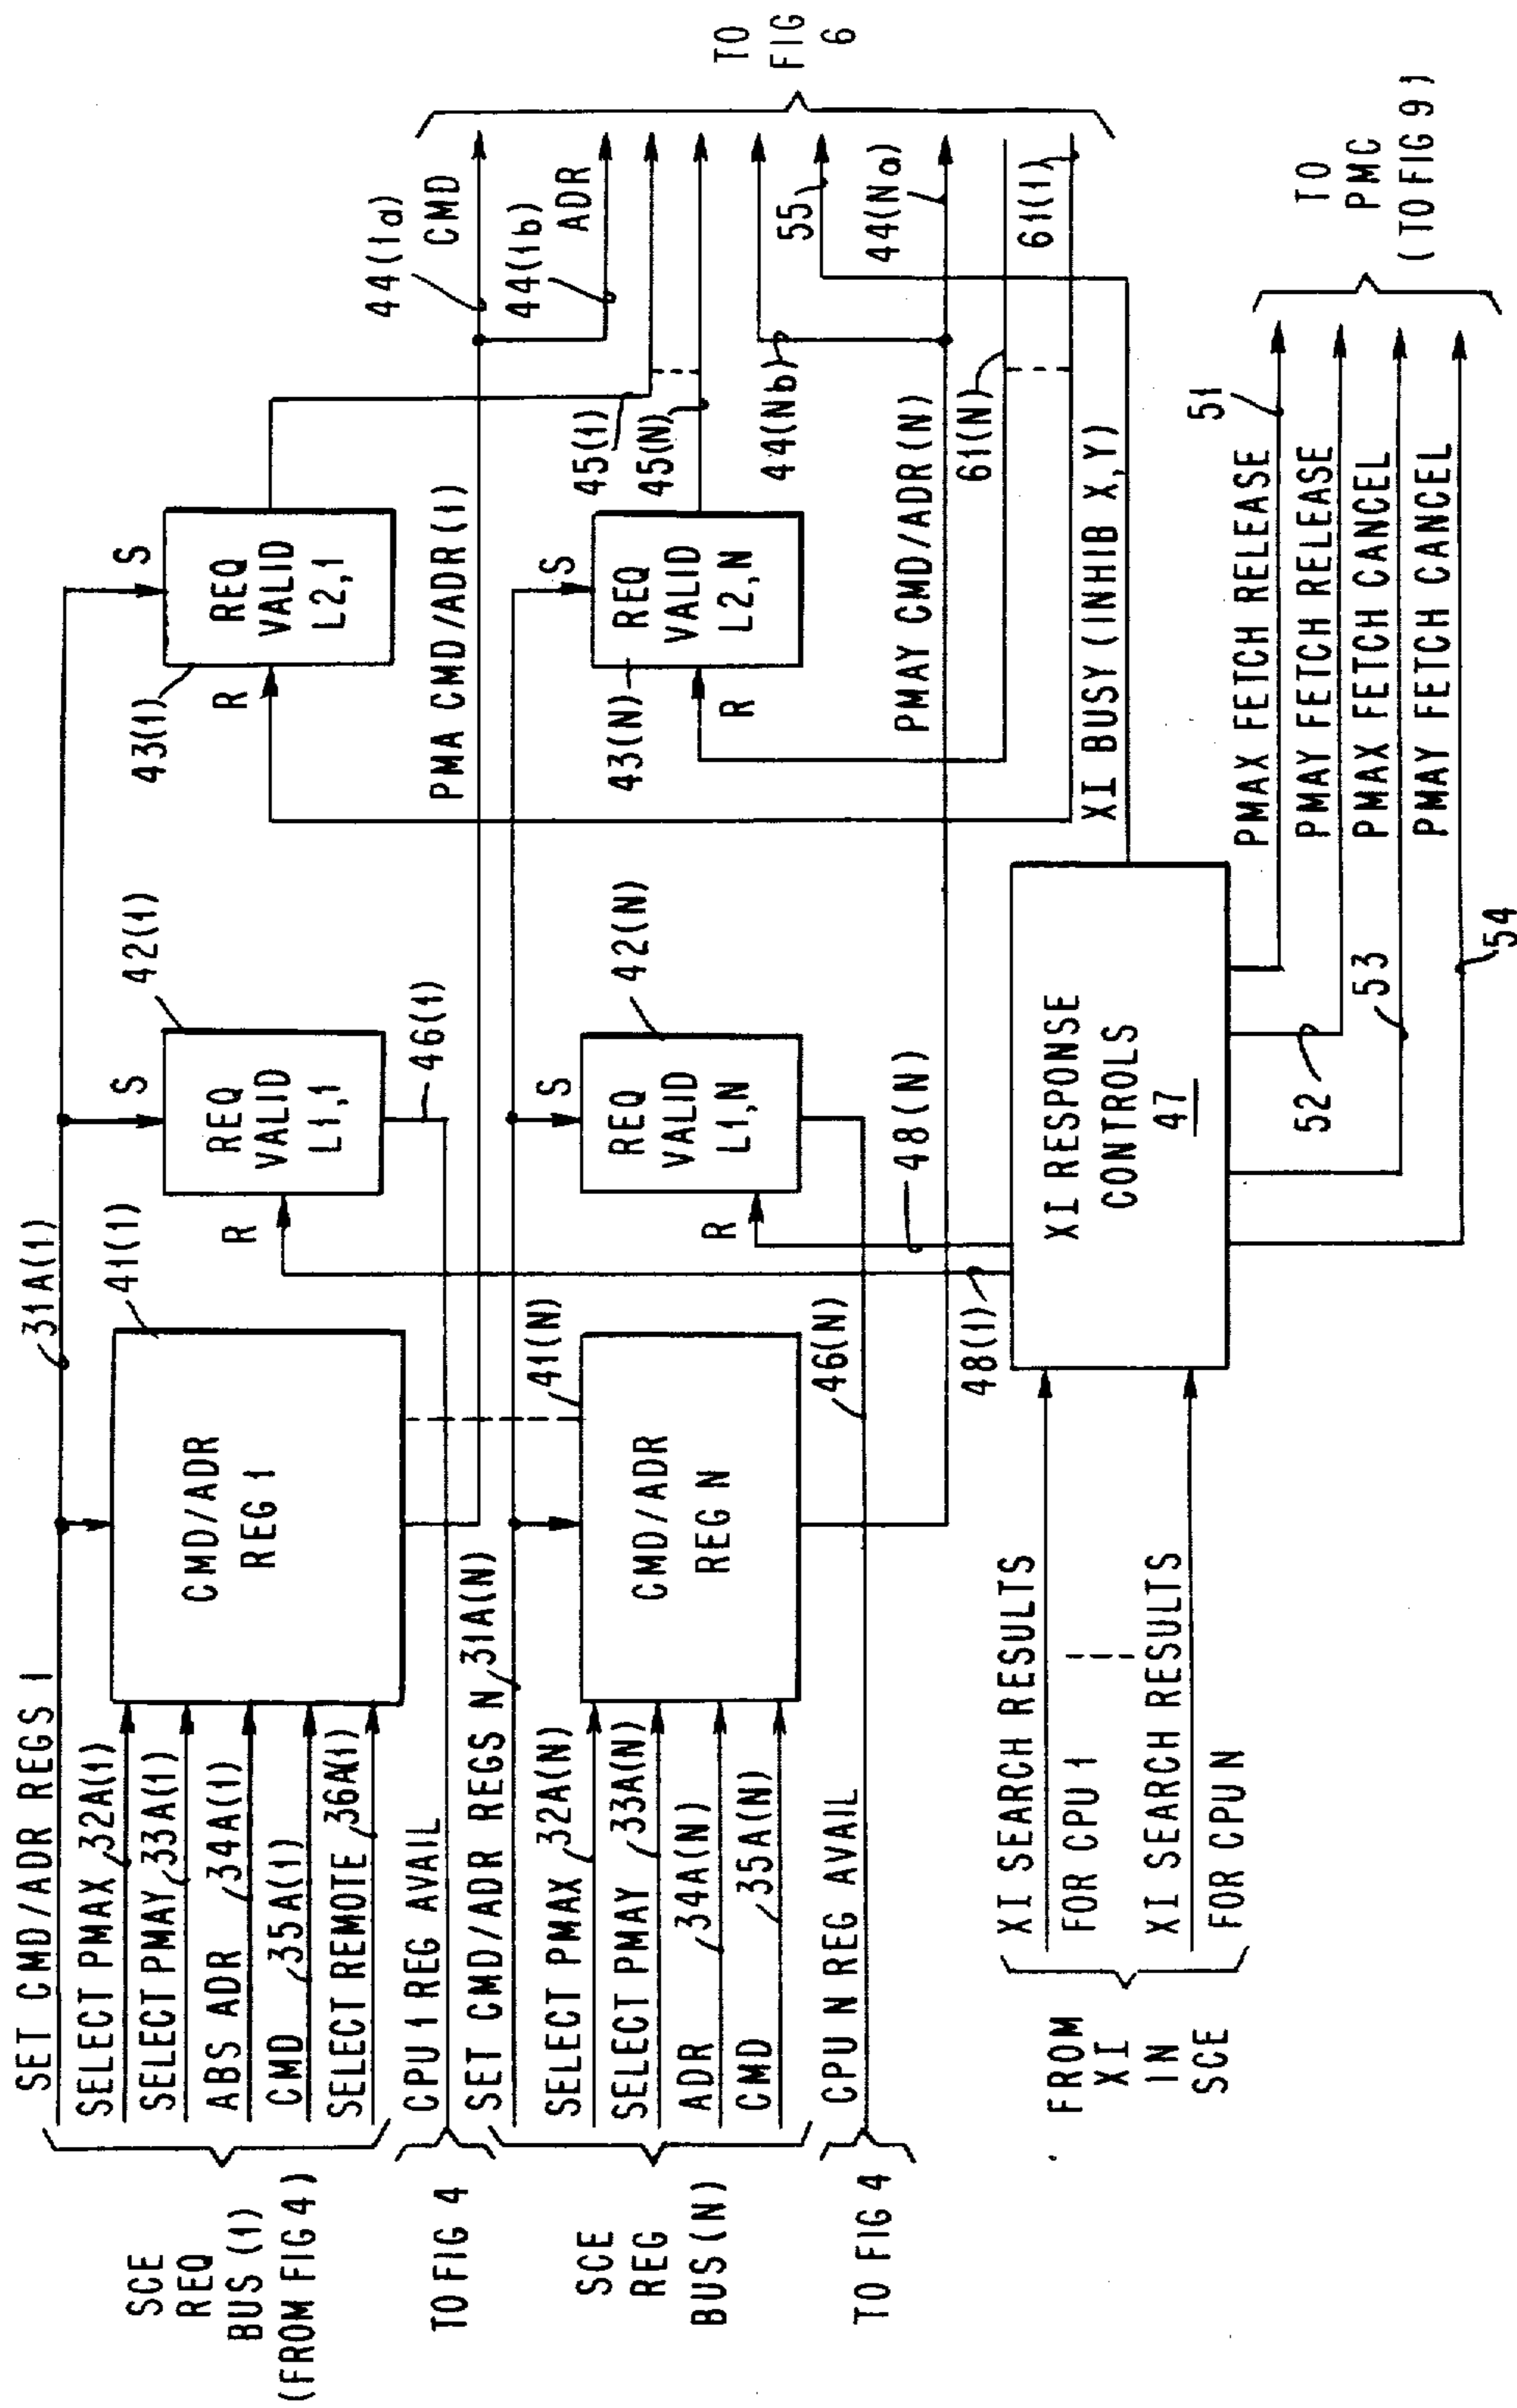 SCE
REQ
BUS (1)
(FROM FIG 4)
SET CMD/ADR REGS 1
31A(1)
SELECT PMAX 32A(1)
SELECT PMAY 33A(1)
ABS ADR 34A(1)
CMD 35A(1)
SELECT REMOTE 36A(1)
CMD/ADR
REG 1
41(1)
S
R
REQ
VALID
L1,1
42(1)
46(1)
S
R
REQ
VALID
L2,1
43(1)
TO FIG 4
CPU 1 REG AVAIL
PMA CMD/ADR(1)
44(1a)
CMD
44(1b)
ADR
45(1)
45(N)
44(Nb)
55
44(Na)
61(N)
61(1)
TO
FIG
6
SCE
REG
BUS(N)
SET CMD/ADR REGS N 31A(N)
SELECT PMAX 32A(N)
SELECT PMAY 33A(N)
ADR 34A(N)
CMD 35A(N)
CMD/ADR
REG N
41(N)
S
R
REQ
VALID
L1,N
42(N)
46(N)
S
R
REQ
VALID
L2,N
43(N)
PMAY CMD/ADR(N)
TO FIG 4
CPU N REG AVAIL
48(1)
48(N)
XI BUSY (INHIB X,Y)
FROM
XI
IN
SCE
XI SEARCH RESULTS
FOR CPU 1
XI SEARCH RESULTS
FOR CPU N
XI RESPONSE
CONTROLS
47
PMAX FETCH RELEASE
51
PMAY FETCH RELEASE
52
PMAX FETCH CANCEL
53
PMAY FETCH CANCEL
54
TO
PMC
(TO FIG 9)